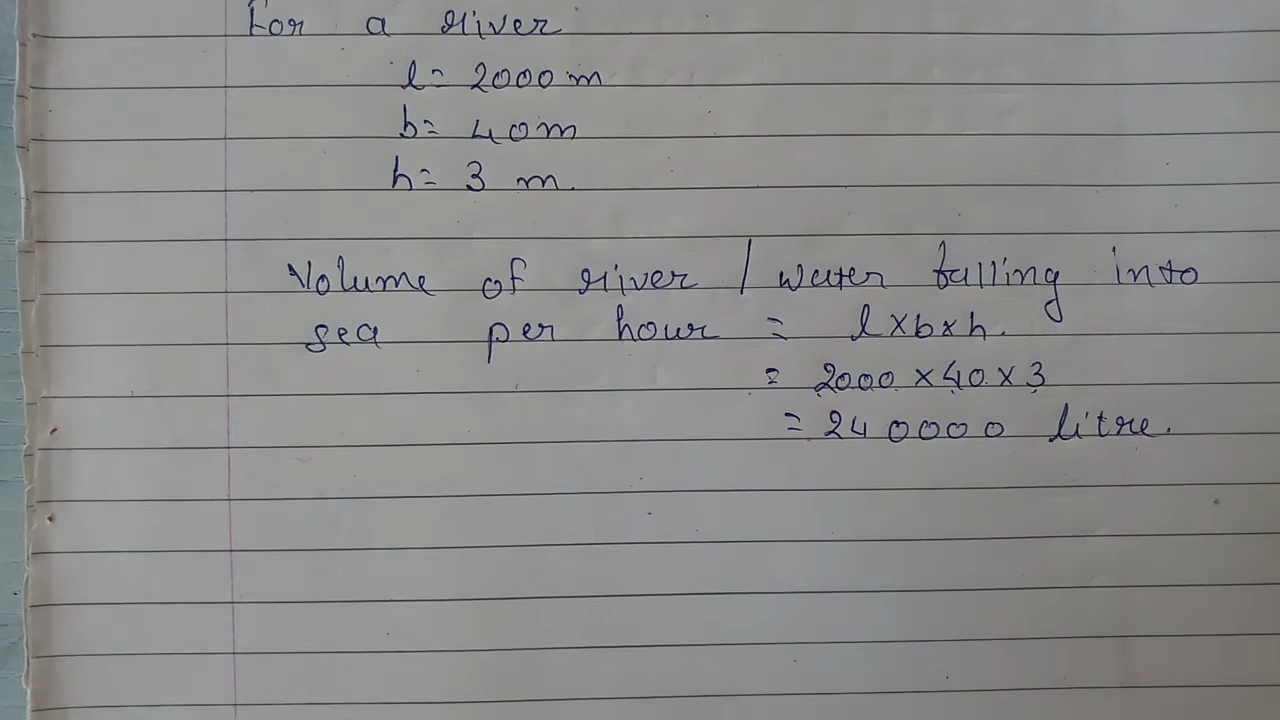 For a river
l = 2000 m
b = 40 m
h = 3 m.
Volume of river / water falling into
sea per hour = l × b × h.
= 2000 × 40 × 3
= 240000 litre.